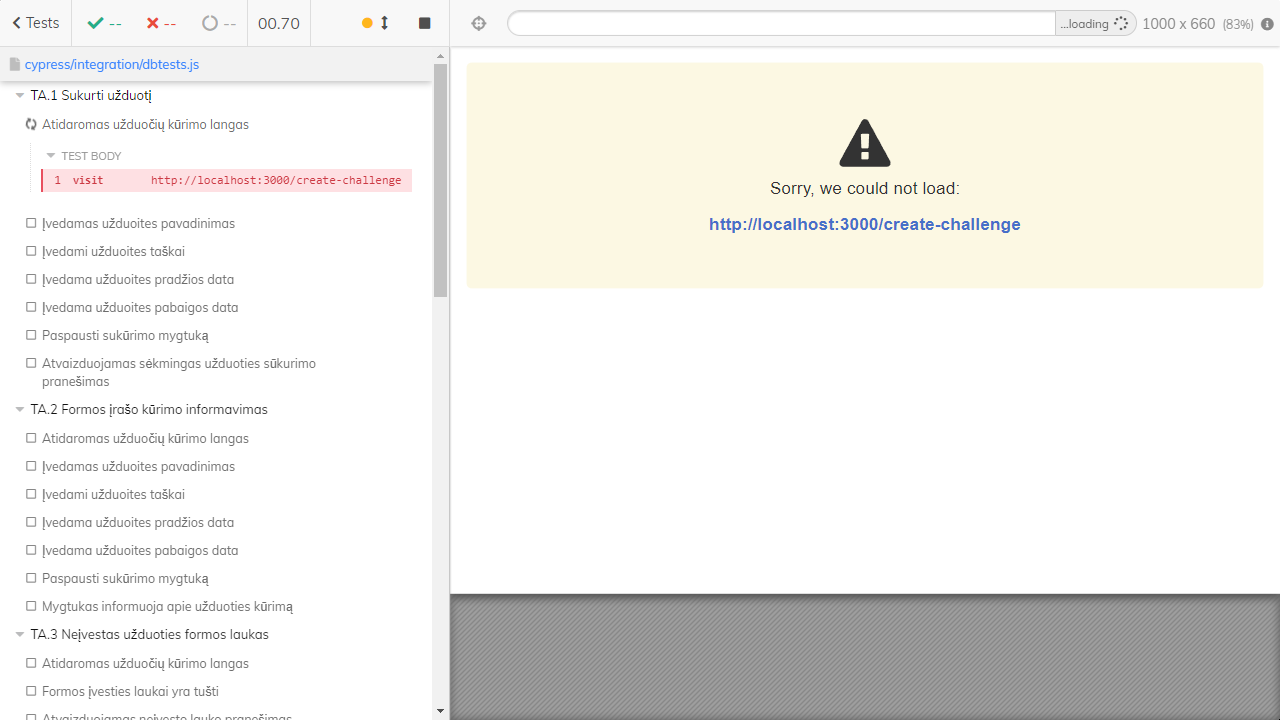 Tests
--
--
--
00.70
...loading
1000 x 660 (83%)
cypress/integration/dbtests.js
TA.1 Sukurti užduotį
Atidaromas užduočių kūrimo langas
TEST BODY
1 visit http://localhost:3000/create-challenge
Įvedamas užduoites pavadinimas
Įvedami užduoites taškai
Įvedama užduoites pradžios data
Įvedama užduoites pabaigos data
Paspausti sukūrimo mygtuką
Atvaizduojamas sėkmingas užduoties sūkurimo
pranešimas
TA.2 Formos įrašo kūrimo informavimas
Atidaromas užduočių kūrimo langas
Įvedamas užduoites pavadinimas
Įvedami užduoites taškai
Įvedama užduoites pradžios data
Įvedama užduoites pabaigos data
Paspausti sukūrimo mygtuką
Mygtukas informuoja apie užduoties kūrimą
TA.3 Neįvestas užduoties formos laukas
Atidaromas užduočių kūrimo langas
Formos įvesties laukai yra tušti
Atvaizduojamas neįvesto lauko pranešimas
Sorry, we could not load:
http://localhost:3000/create-challenge